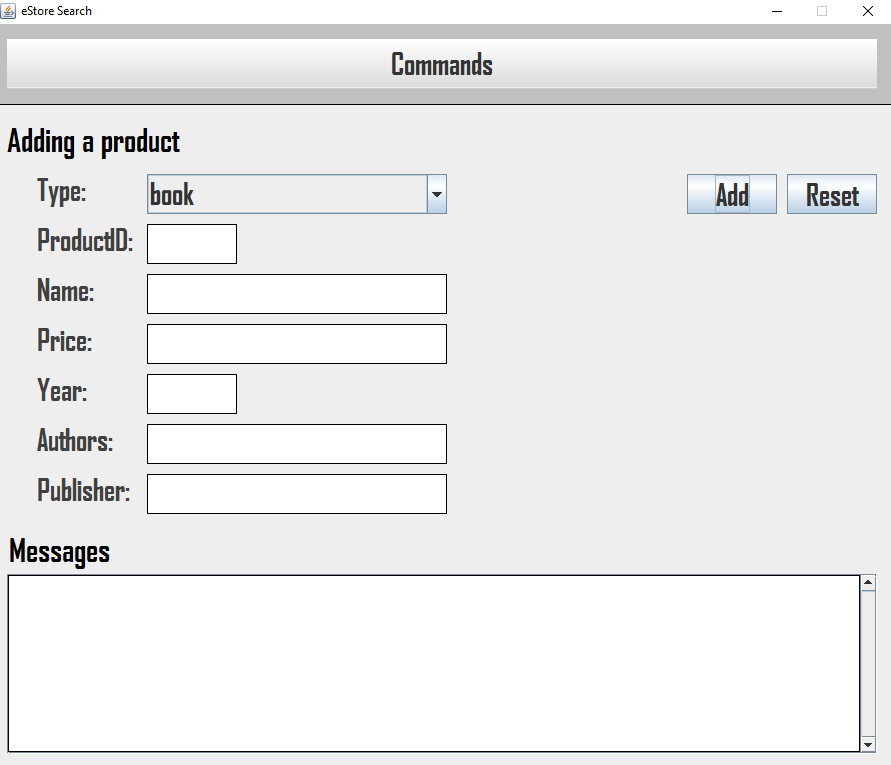 eStore Search
Commands
Adding a product
Type: book Add Reset
ProductID:
Name:
Price:
Year:
Authors:
Publisher:
Messages